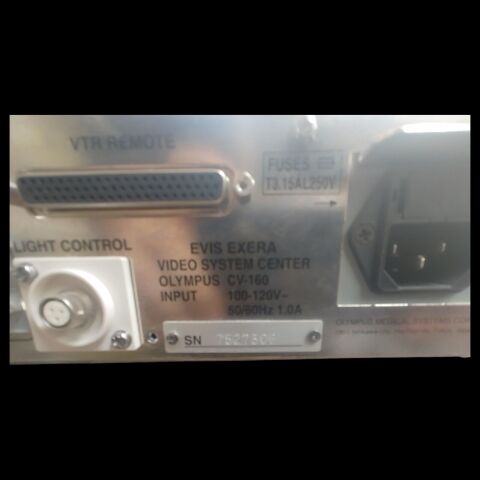 VTR REMOTE
FUSES
T3.15AL250V
LIGHT CONTROL
EVIS EXERA
VIDEO SYSTEM CENTER
OLYMPUS CV-160
INPUT 100-120V~
50/60Hz 1.0A
SN
OLYMPUS MEDICAL SYSTEMS COR